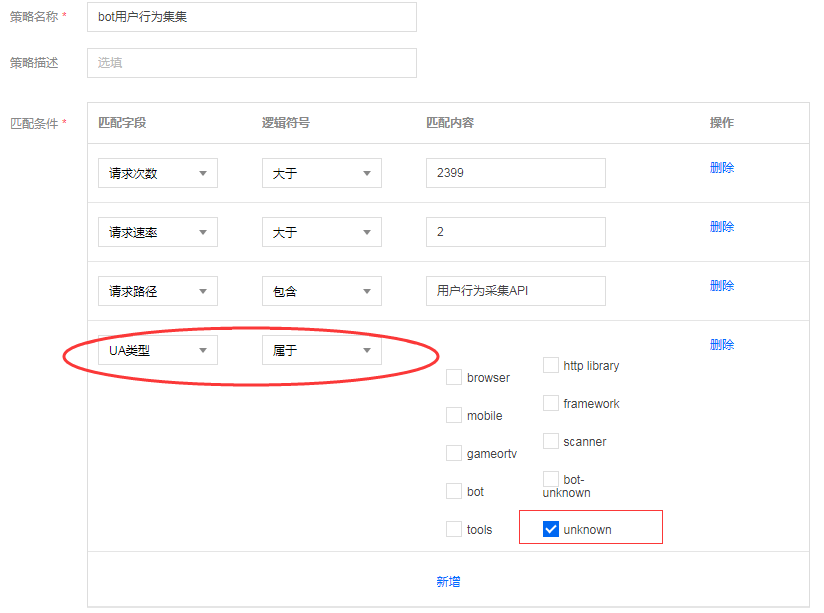 策略名称 * bot用户行为集集
策略描述 选填
匹配条件 * 匹配字段 逻辑符号 匹配内容 操作
请求次数 大于 2399 删除
请求速率 大于 2 删除
请求路径 包含 用户行为采集API 删除
UA类型 属于 删除
browser http library
mobile framework
gameortv scanner
bot bot-
unknown
tools unknown
新增